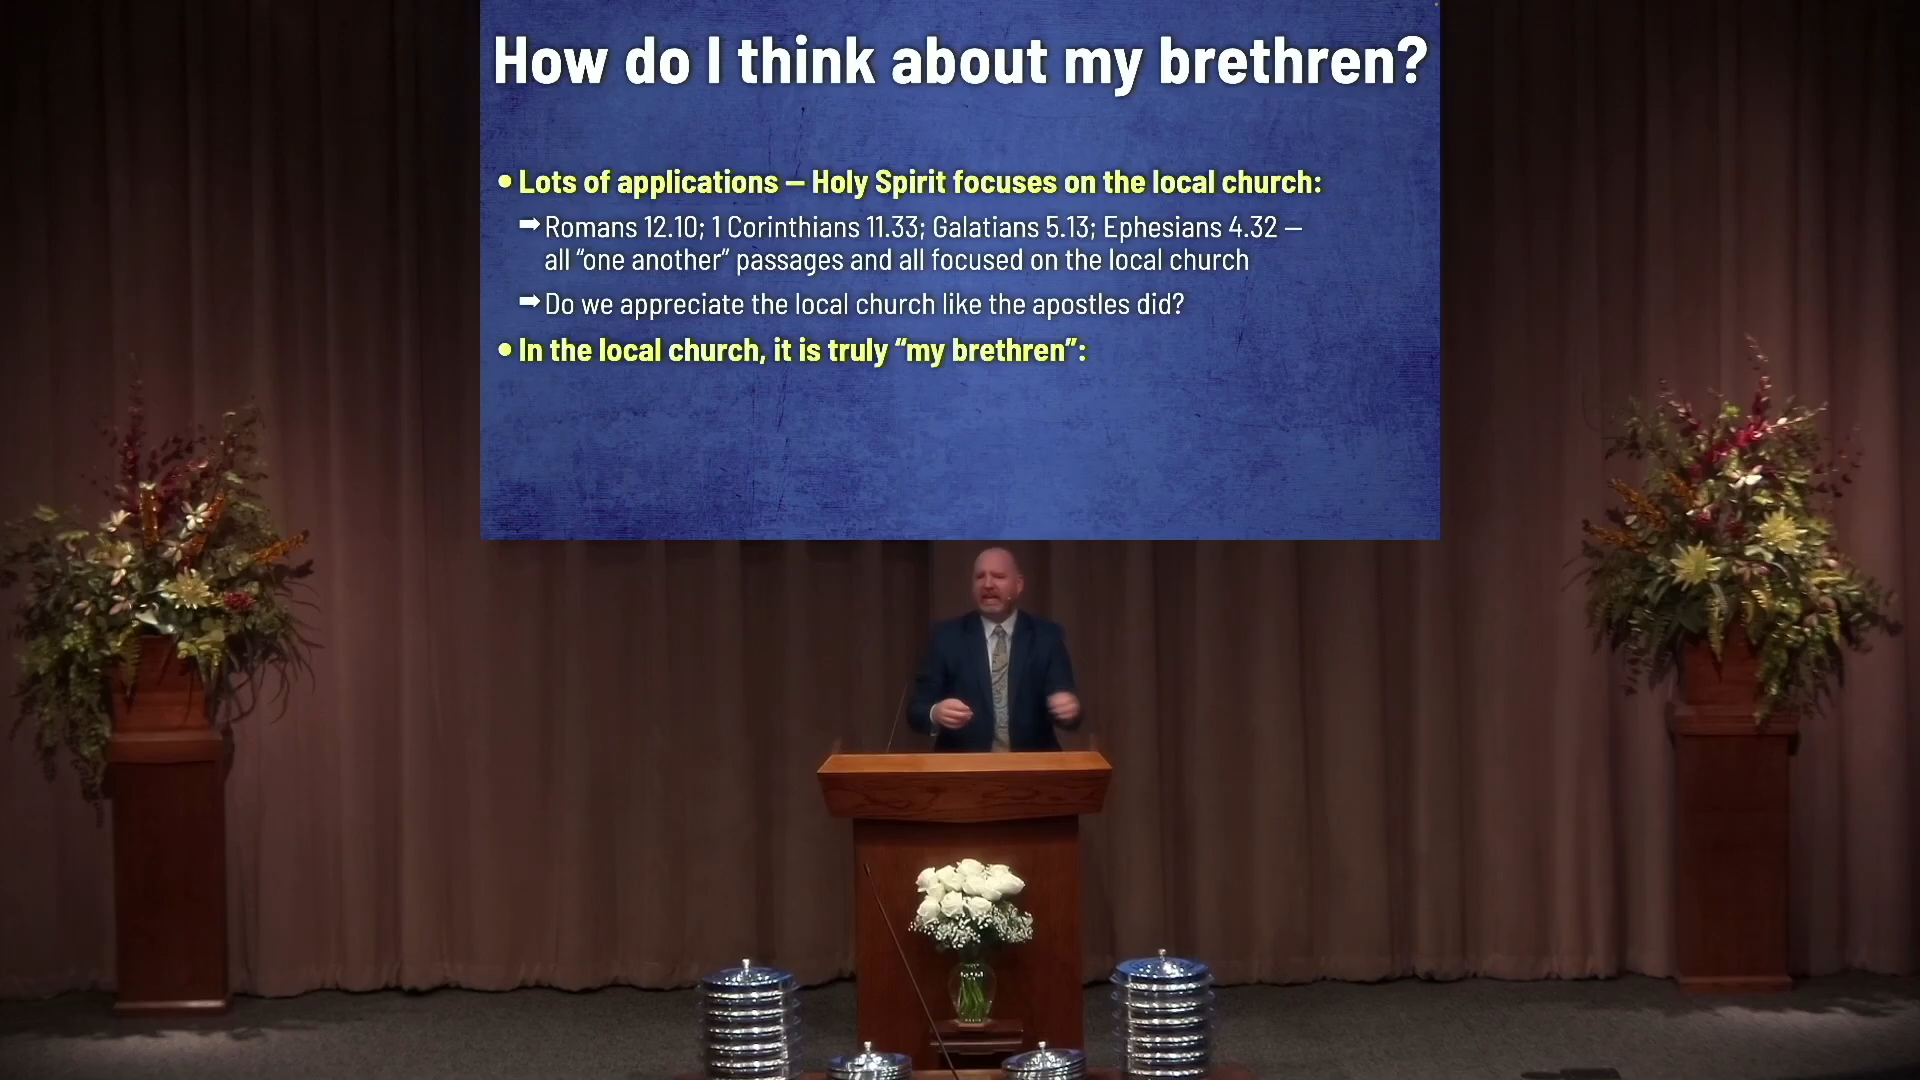 How do I think about my brethren?
• Lots of applications – Holy Spirit focuses on the local church:
➡ Romans 12.10; 1 Corinthians 11.33; Galatians 5.13; Ephesians 4.32 –
all “one another” passages and all focused on the local church
➡ Do we appreciate the local church like the apostles did?
• In the local church, it is truly “my brethren”: